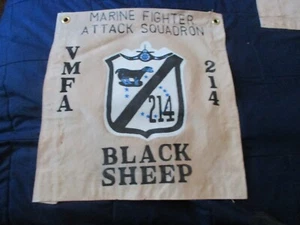 MARINE FIGHTER
ATTACK SQUADRON
VMFA
214
214
BLACK
SHEEP